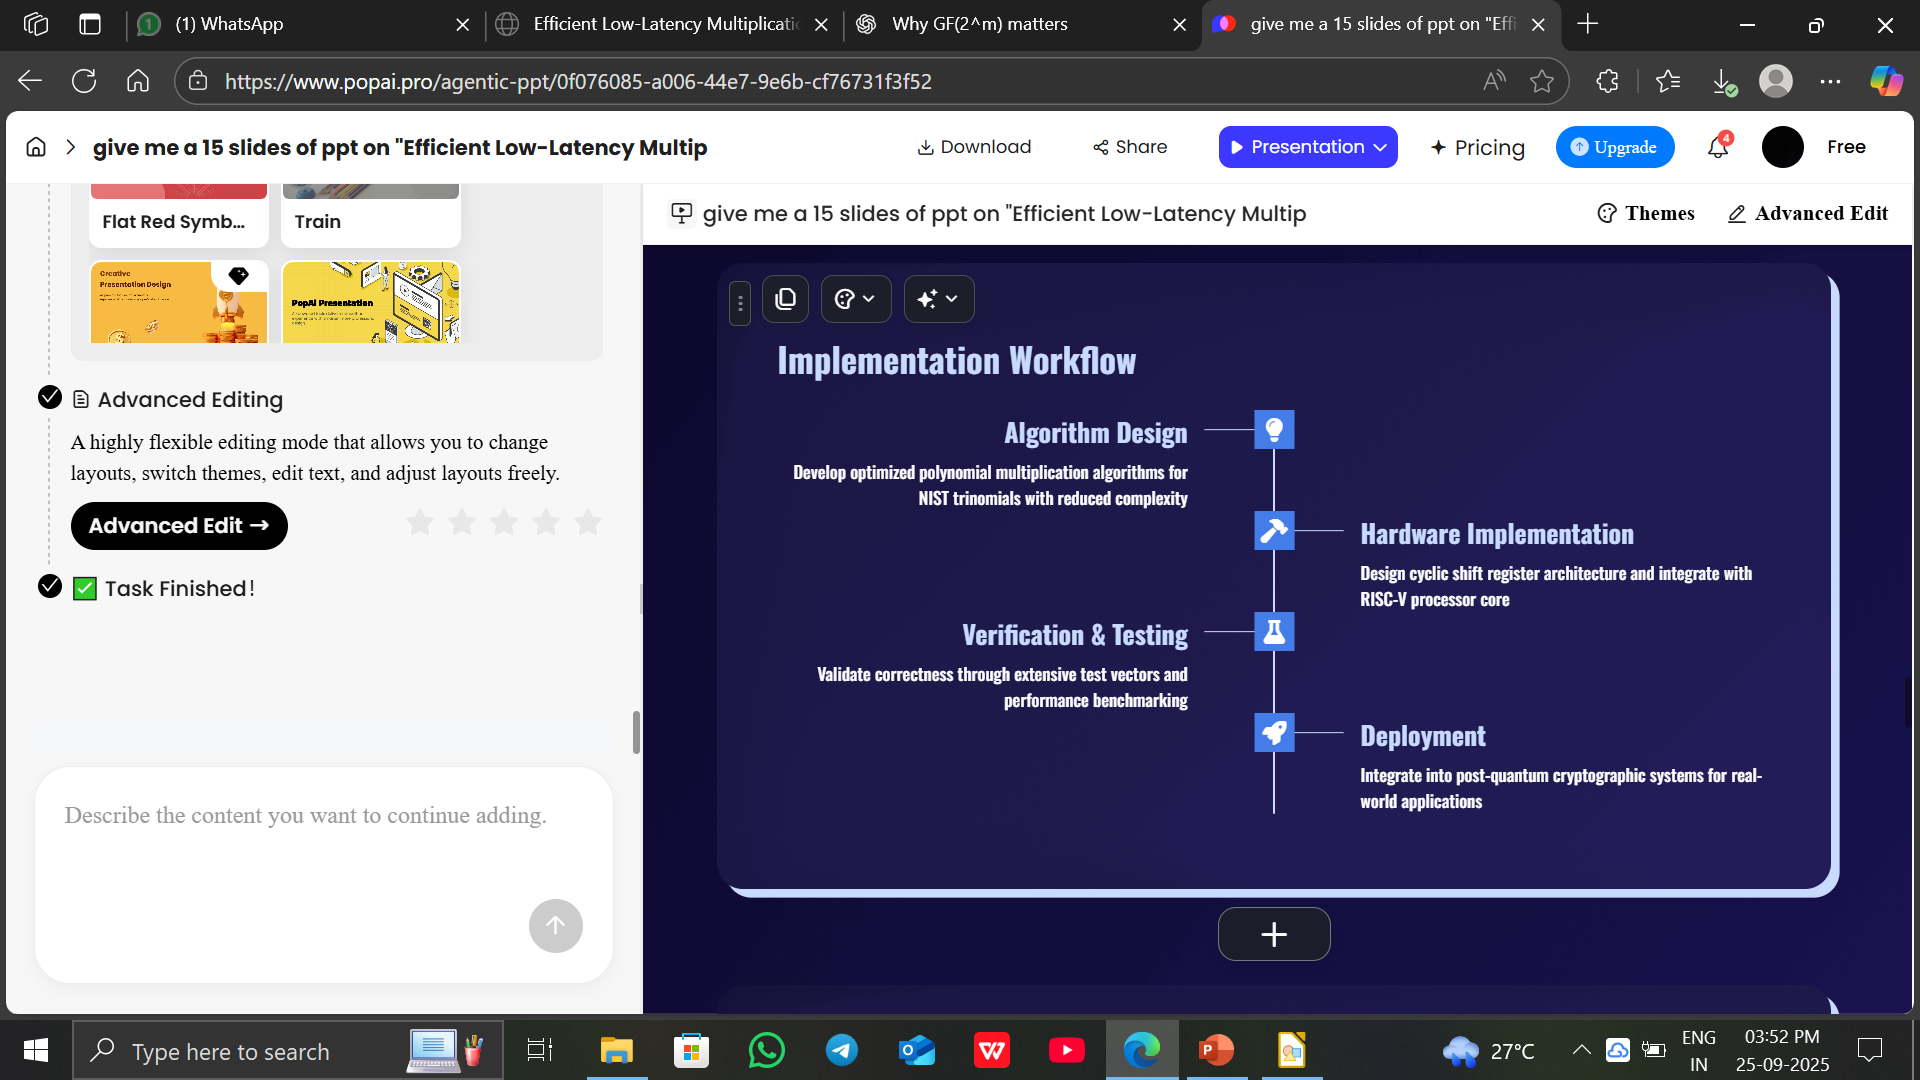 (1) WhatsApp
Efficient Low-Latency Multiplicatic
Why GF(2^m) matters
give me a 15 slides of ppt on "Effi
https://www.popai.pro/agentic-ppt/0f076085-a006-44e7-9e6b-cf76731f3f52
give me a 15 slides of ppt on "Efficient Low-Latency Multip
Download
Share
Presentation
Pricing
Upgrade
4
Free
Flat Red Symb...
Train
Creative
Presentation Design
PopAI Presentation
Advanced Editing
A highly flexible editing mode that allows you to change
layouts, switch themes, edit text, and adjust layouts freely.
Advanced Edit →
Task Finished!
Describe the content you want to continue adding.
give me a 15 slides of ppt on "Efficient Low-Latency Multip
Themes
Advanced Edit
Implementation Workflow
Algorithm Design
Develop optimized polynomial multiplication algorithms for
NIST trinomials with reduced complexity
Hardware Implementation
Design cyclic shift register architecture and integrate with
RISC-V processor core
Verification & Testing
Validate correctness through extensive test vectors and
performance benchmarking
Deployment
Integrate into post-quantum cryptographic systems for real-
world applications
Type here to search
27°C
ENG
IN
03:52 PM
25-09-2025